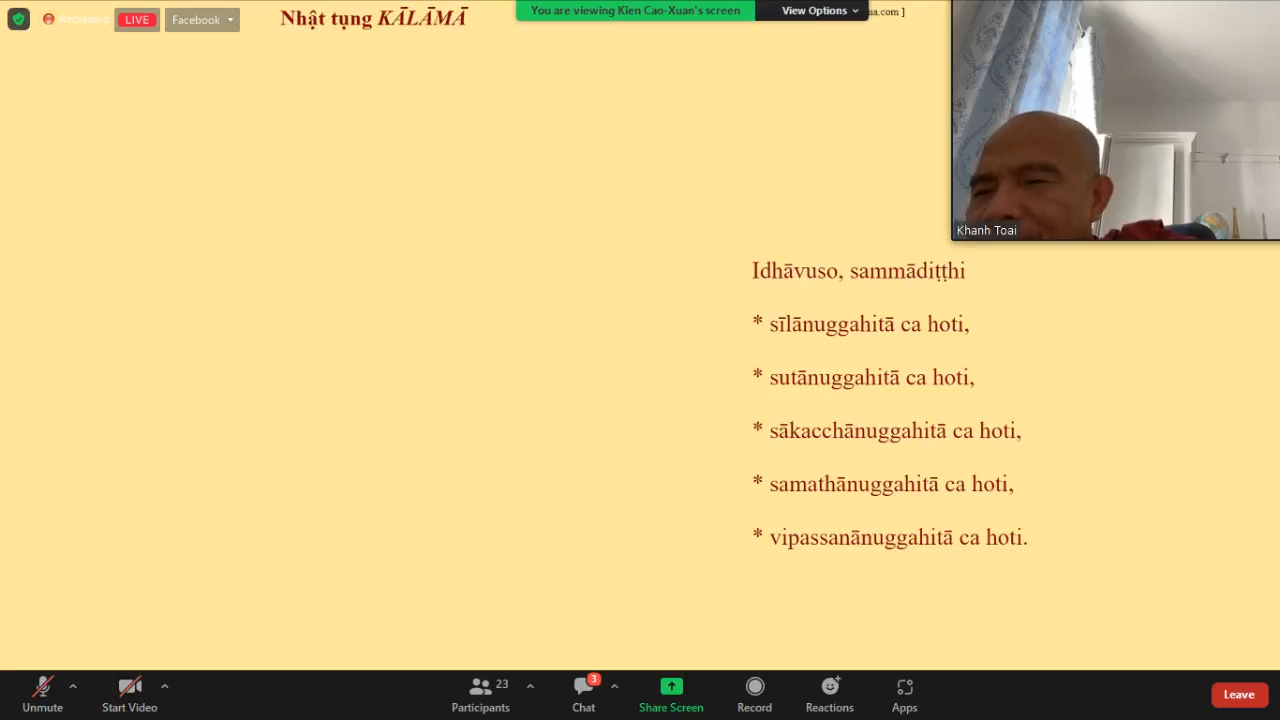 Recording
LIVE
Facebook
Nhật tụng KĀLĀMĀ
You are viewing Kien Cao-Xuan's screen
View Options
na.com ]
Khanh Toai
Idhāvuso, sammādiṭṭhi
* sīlānuggahitā ca hoti,
* sutānuggahitā ca hoti,
* sākacchānuggahitā ca hoti,
* samathānuggahitā ca hoti,
* vipassanānuggahitā ca hoti.
Unmute
Start Video
23
Participants
3
Chat
Share Screen
Record
Reactions
Apps
Leave